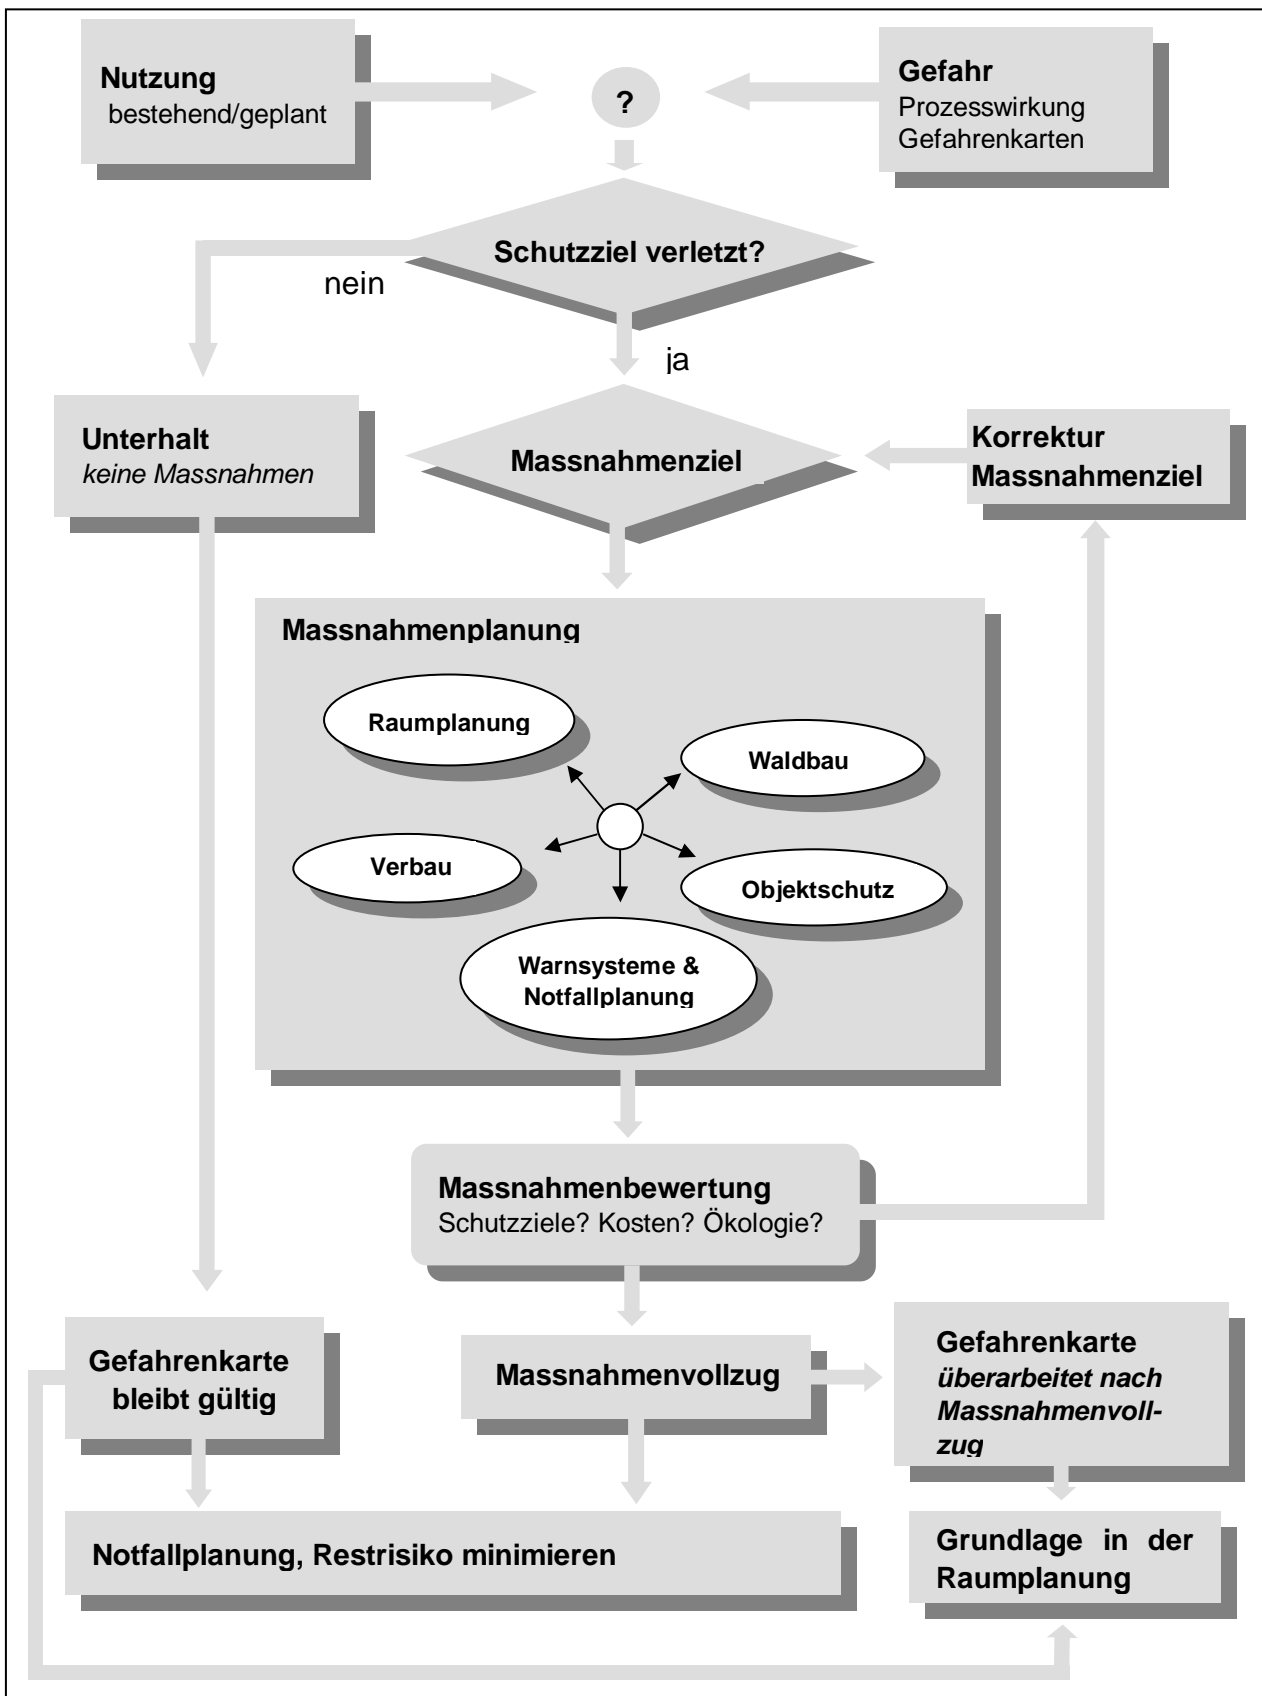 Nutzung
bestehend/geplant
?
Gefahr
Prozesswirkung
Gefahrenkarten
Schutzziel verletzt?
nein
ja
Unterhalt
keine Massnahmen
Massnahmenziel
Korrektur
Massnahmenziel
Massnahmenplanung
Raumplanung
Waldbau
Verbau
Objektschutz
Warnsysteme &
Notfallplanung
Massnahmenbewertung
Schutzziele? Kosten? Ökologie?
Gefahrenkarte
bleibt gültig
Massnahmenvollzug
Gefahrenkarte
überarbeitet nach
Massnahmenvoll-
zug
Notfallplanung, Restrisiko minimieren
Grundlage in der
Raumplanung